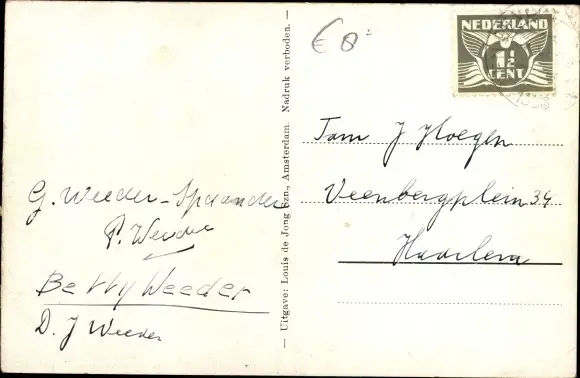 € 8
NEDERLAND
1½
CENT
G. Weeder-Spaander
P. Weeder
Betty Weeder
D. J Weeder
— Uitgave: Louis de Jong Ezn., Amsterdam. Nadruk verboden. —
Fam J Hoegen
Veenbergplein 34
Haarlem